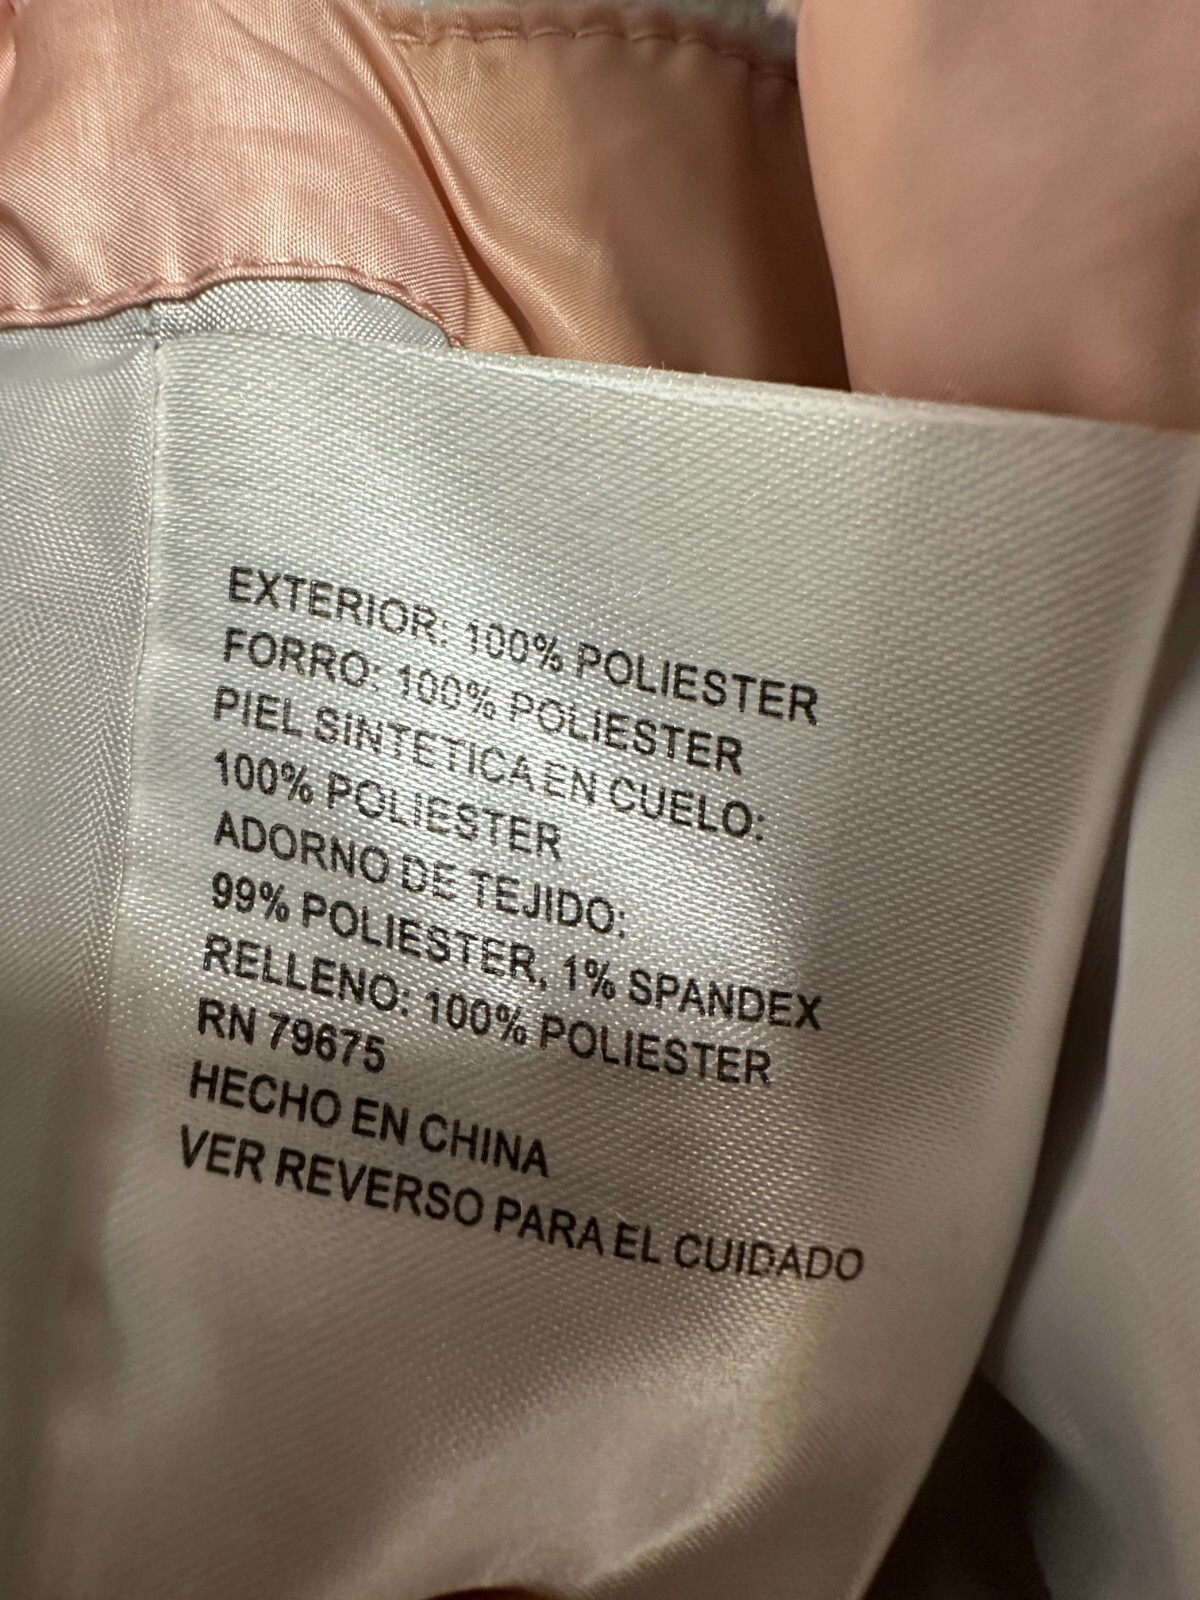 EXTERIOR: 100% POLIESTER
FORRO: 100% POLIESTER
PIEL SINTETICA EN CUELO:
100% POLIESTER
ADORNO DE TEJIDO:
99% POLIESTER, 1% SPANDEX
RELLENO: 100% POLIESTER
RN 79675
HECHO EN CHINA
VER REVERSO PARA EL CUIDADO